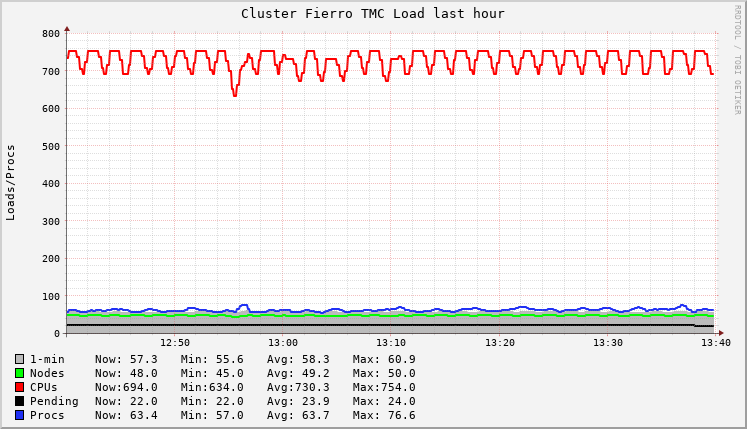 Cluster Fierro TMC Load last hour
RRDTOOL / TOBI OETIKER
Loads/Procs
800
700
600
500
400
300
200
100
0
12:50 13:00 13:10 13:20 13:30 13:40
1-min Now: 57.3 Min: 55.6 Avg: 58.3 Max: 60.9
Nodes Now: 48.0 Min: 45.0 Avg: 49.2 Max: 50.0
CPUs Now:694.0 Min:634.0 Avg:730.3 Max:754.0
Pending Now: 22.0 Min: 22.0 Avg: 23.9 Max: 24.0
Procs Now: 63.4 Min: 57.0 Avg: 63.7 Max: 76.6